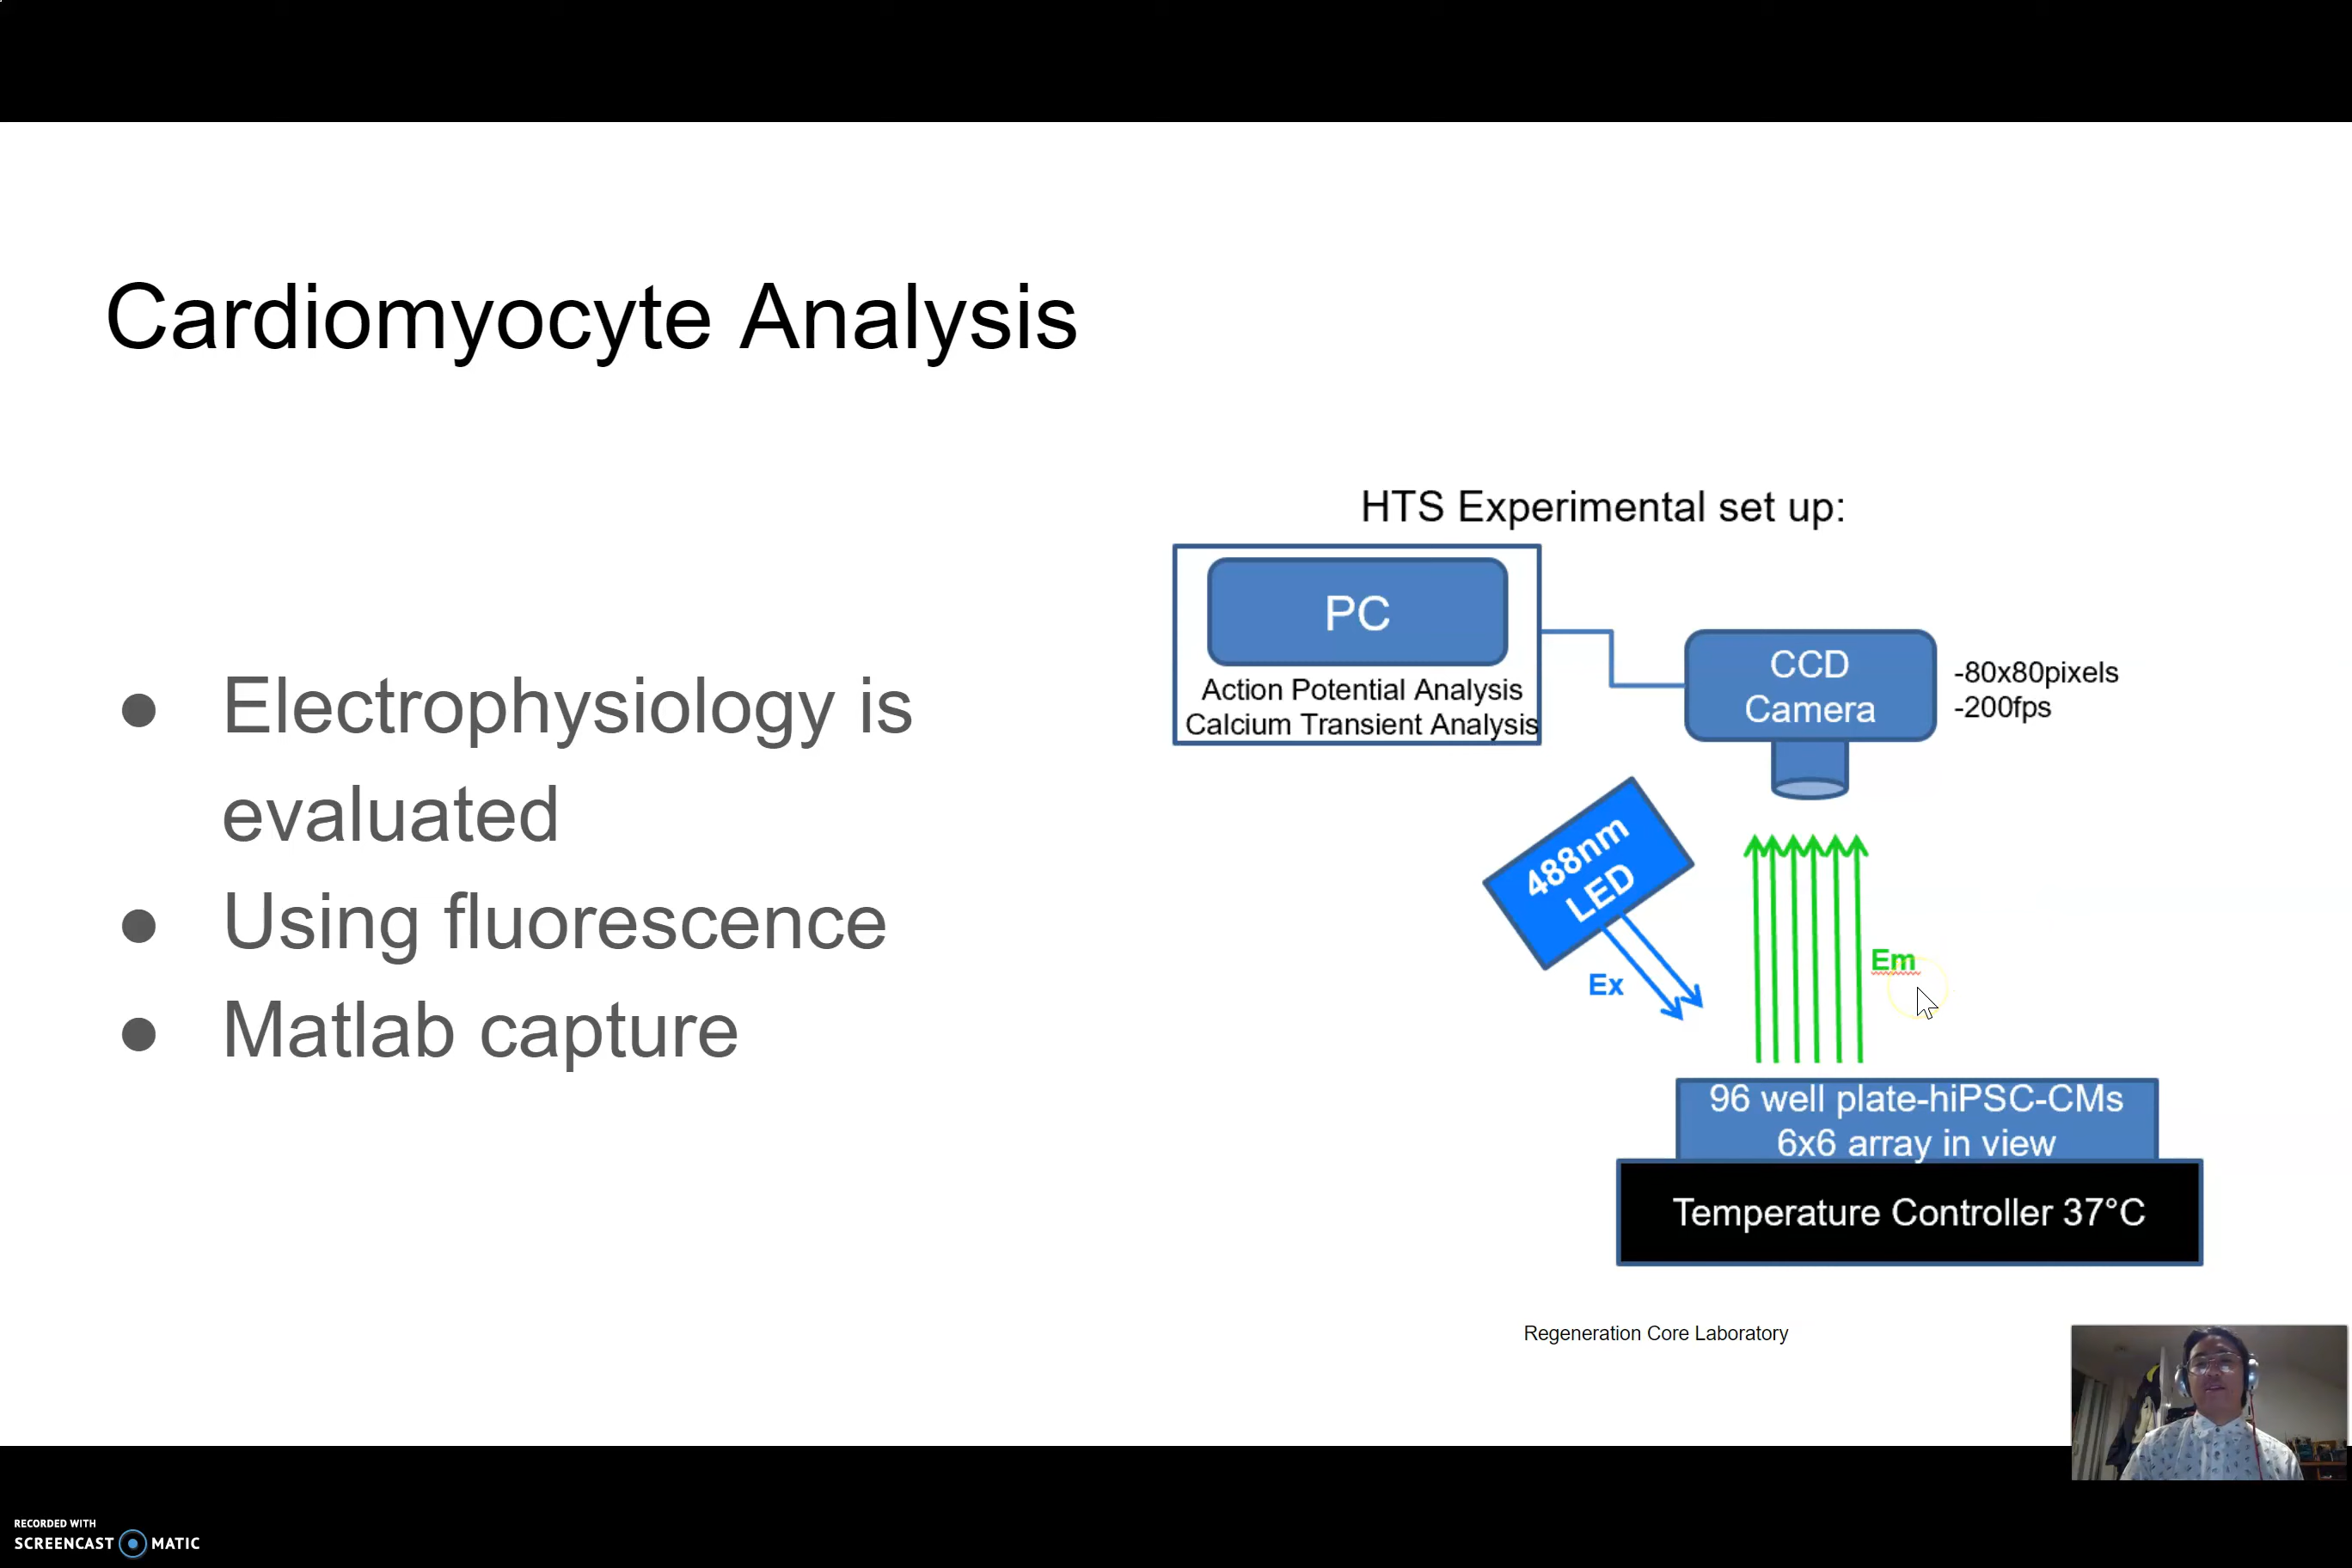 Cardiomyocyte Analysis
● Electrophysiology is
evaluated
● Using fluorescence
● Matlab capture
HTS Experimental set up:
PC
Action Potential Analysis
Calcium Transient Analysis
CCD
Camera
-80x80pixels
-200fps
488nm
LED
Ex
Em
96 well plate-hiPSC-CMs
6x6 array in view
Temperature Controller 37°C
Regeneration Core Laboratory
RECORDED WITH
SCREENCAST MATIC